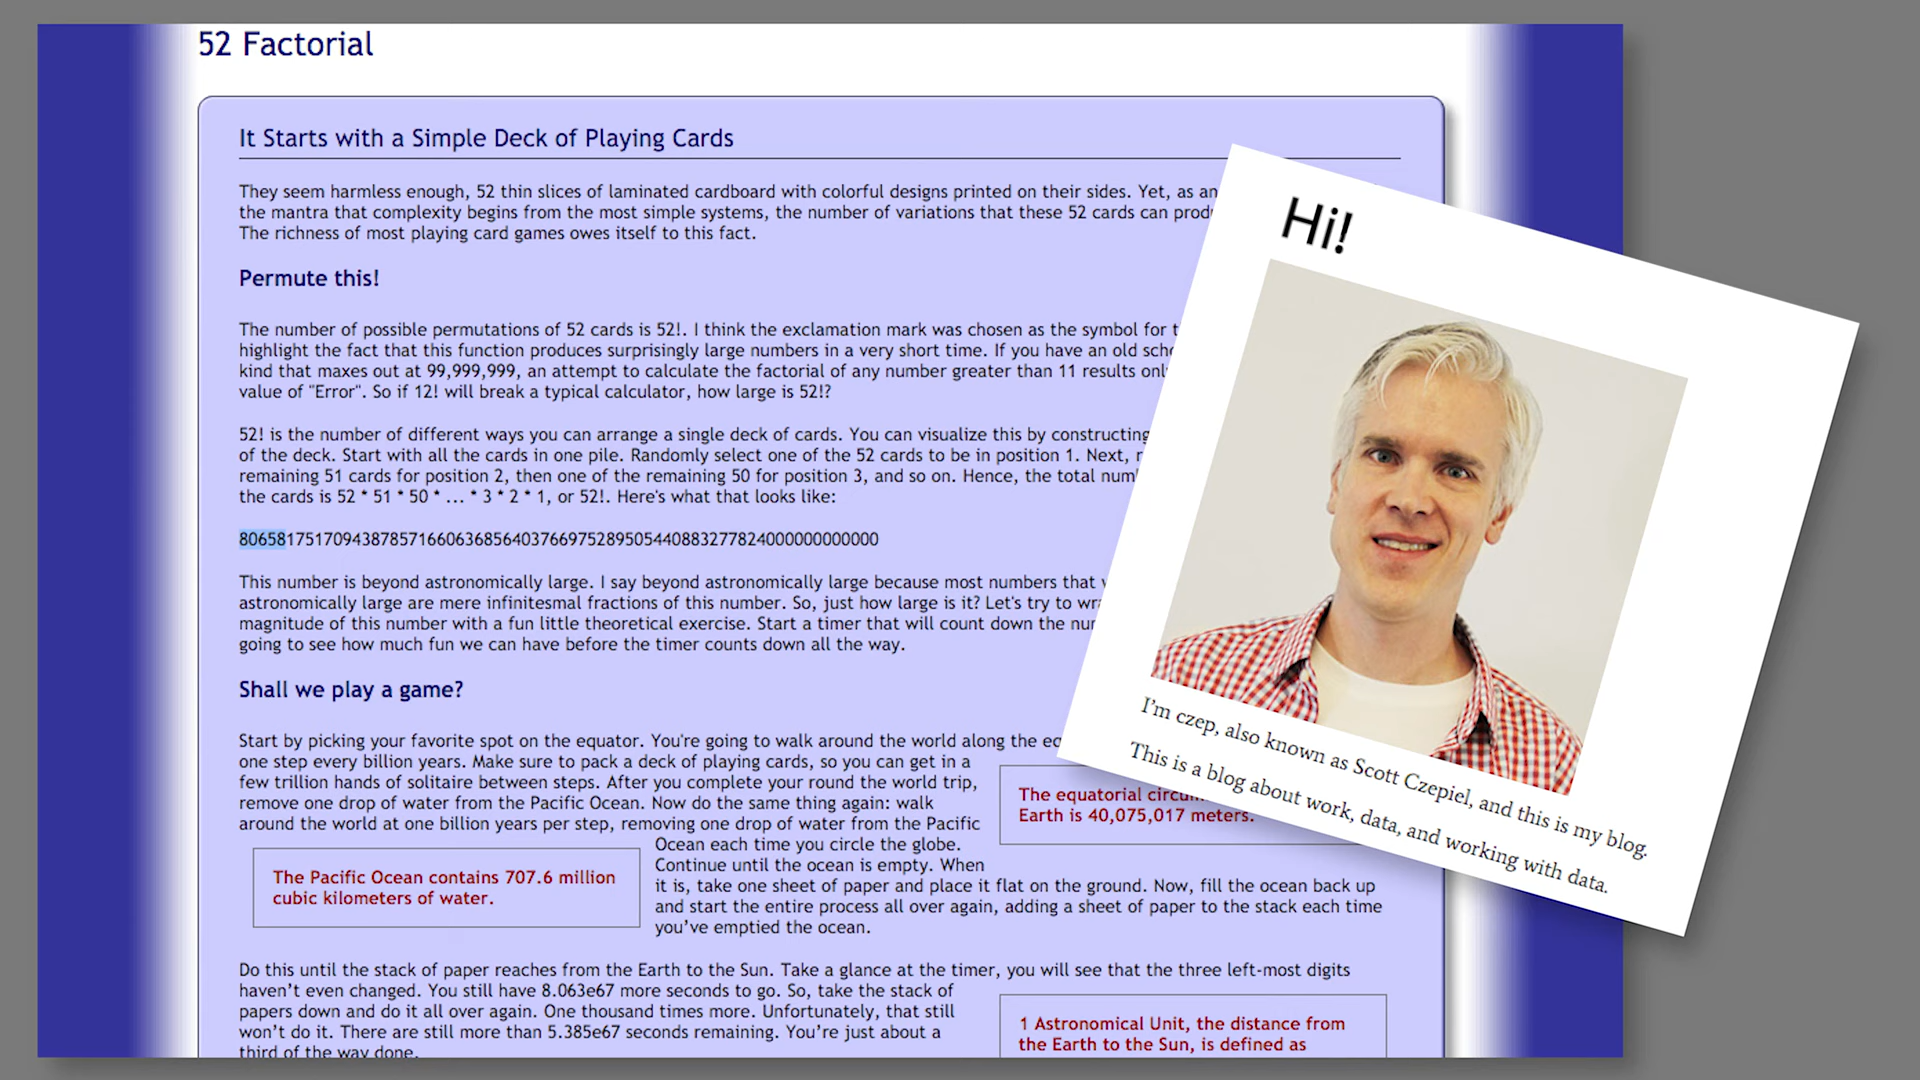 52 Factorial
It Starts with a Simple Deck of Playing Cards
They seem harmless enough, 52 thin slices of laminated cardboard with colorful designs printed on their sides. Yet, as an
the mantra that complexity begins from the most simple systems, the number of variations that these 52 cards can
The richness of most playing card games owes itself to this fact.
Permute this!
The number of possible permutations of 52 cards is 52!. I think the exclamation mark was chosen as the symbol for
highlight the fact that this function produces surprisingly large numbers in a very short time. If you have an old
kind that maxes out at 99,999,999, an attempt to calculate the factorial of any number greater than 11 results
value of "Error". So if 12! will break a typical calculator, how large is 52!?
52! is the number of different ways you can arrange a single deck of cards. You can visualize this by constructing
of the deck. Start with all the cards in one pile. Randomly select one of the 52 cards to be in position 1. Next,
remaining 51 cards for position 2, then one of the remaining 50 for position 3, and so on. Hence, the total
the cards is 52 * 51 * 50 * ... * 3 * 2 * 1, or 52!. Here's what that looks like:
80658175170943878571660636856403766975289505440883277824000000000000
This number is beyond astronomically large. I say beyond astronomically large because most numbers that
astronomically large are mere infinitesmal fractions of this number. So, just how large is it? Let's try to
magnitude of this number with a fun little theoretical exercise. Start a timer that will count down the
going to see how much fun we can have before the timer counts down all the way.
Shall we play a game?
Start by picking your favorite spot on the equator. You're going to walk around the world along the
one step every billion years. Make sure to pack a deck of playing cards, so you can get in a
few trillion hands of solitaire between steps. After you complete your round the world trip,
remove one drop of water from the Pacific Ocean. Now do the same thing again: walk
around the world at one billion years per step, removing one drop of water from the Pacific
Ocean each time you circle the globe.
Continue until the ocean is empty. When
it is, take one sheet of paper and place it flat on the ground. Now, fill the ocean back up
and start the entire process all over again, adding a sheet of paper to the stack each time
you've emptied the ocean.
The Pacific Ocean contains 707.6 million
cubic kilometers of water.
The equatorial
Earth is 40,075,017 meters.
Do this until the stack of paper reaches from the Earth to the Sun. Take a glance at the timer, you will see that the three left-most digits
haven't even changed. You still have 8.063e67 more seconds to go. So, take the stack of
papers down and do it all over again. One thousand times more. Unfortunately, that still
won't do it. There are still more than 5.385e67 seconds remaining. You're just about a
third of the way done.
1 Astronomical Unit, the distance from
the Earth to the Sun, is defined as
Hi!
I'm czep, also known as Scott Czepiel, and this is my blog.
This is a blog about work, data, and working with data.